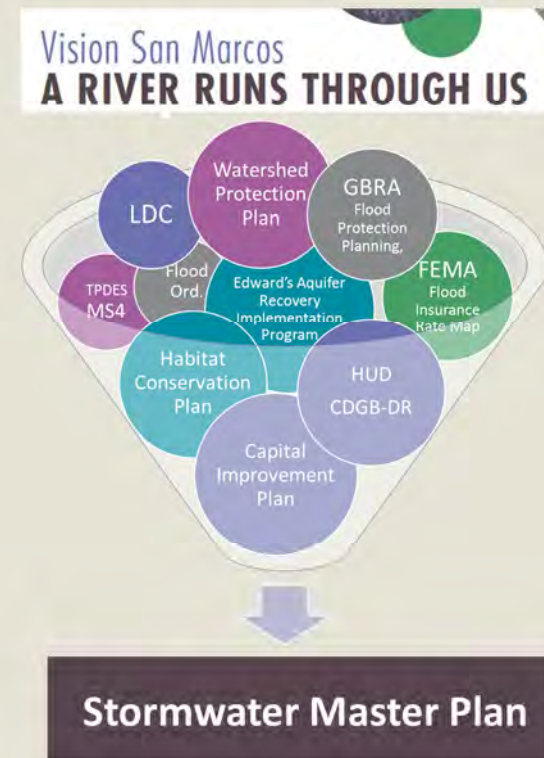 Vision San Marcos
A RIVER RUNS THROUGH US
Watershed
Protection
Plan
LDC
GBRA
Flood
Protection
Planning,
TPDES
MS4
Flood
Ord.
Edward's Aquifer
Recovery
Implementation
Program
FEMA
Flood
Insurance
Rate Map
Habitat
Conservation
Plan
HUD
CDGB-DR
Capital
Improvement
Plan
Stormwater Master Plan